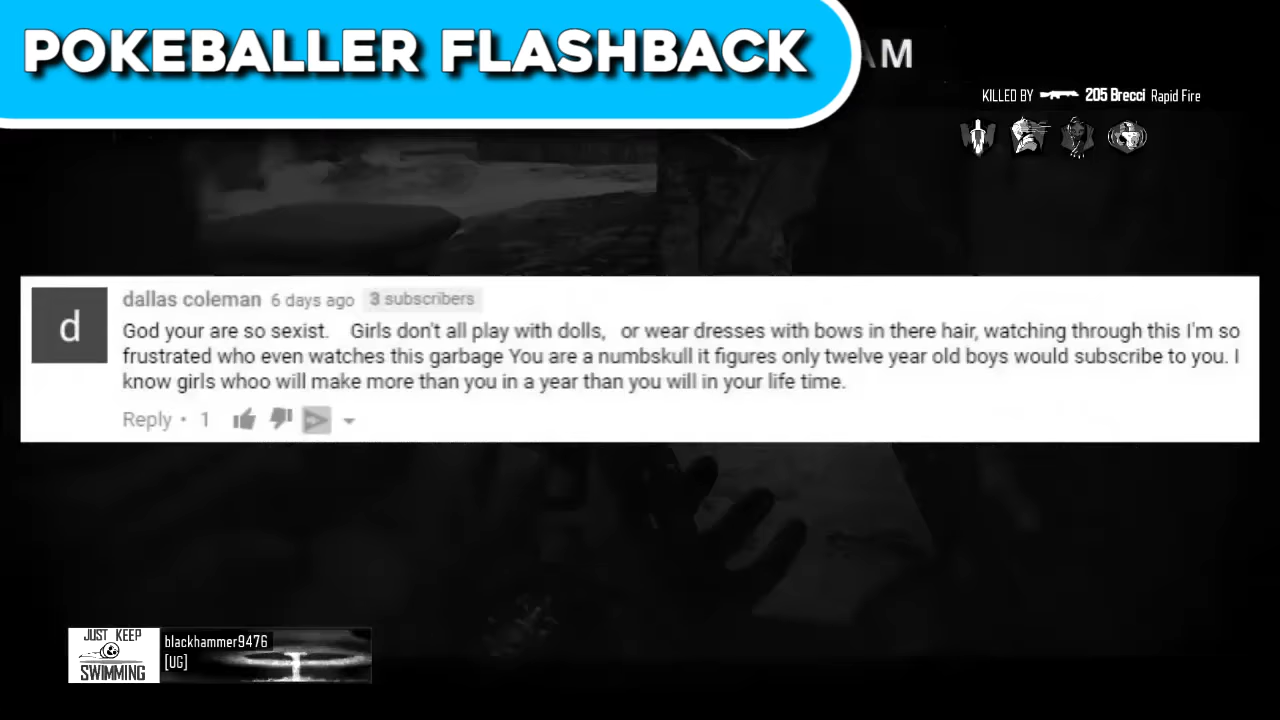 POKEBALLER FLASHBACK
AM
KILLED BY 205 Brecci Rapid Fire
d
dallas coleman 6 days ago 3 subscribers
God your are so sexist. Girls don't all play with dolls, or wear dresses with bows in there hair, watching through this I'm so
frustrated who even watches this garbage You are a numbskull it figures only twelve year old boys would subscribe to you. I
know girls whoo will make more than you in a year than you will in your life time.
Reply • 1
JUST KEEP
SWIMMING
blackhammer9476
[UG]